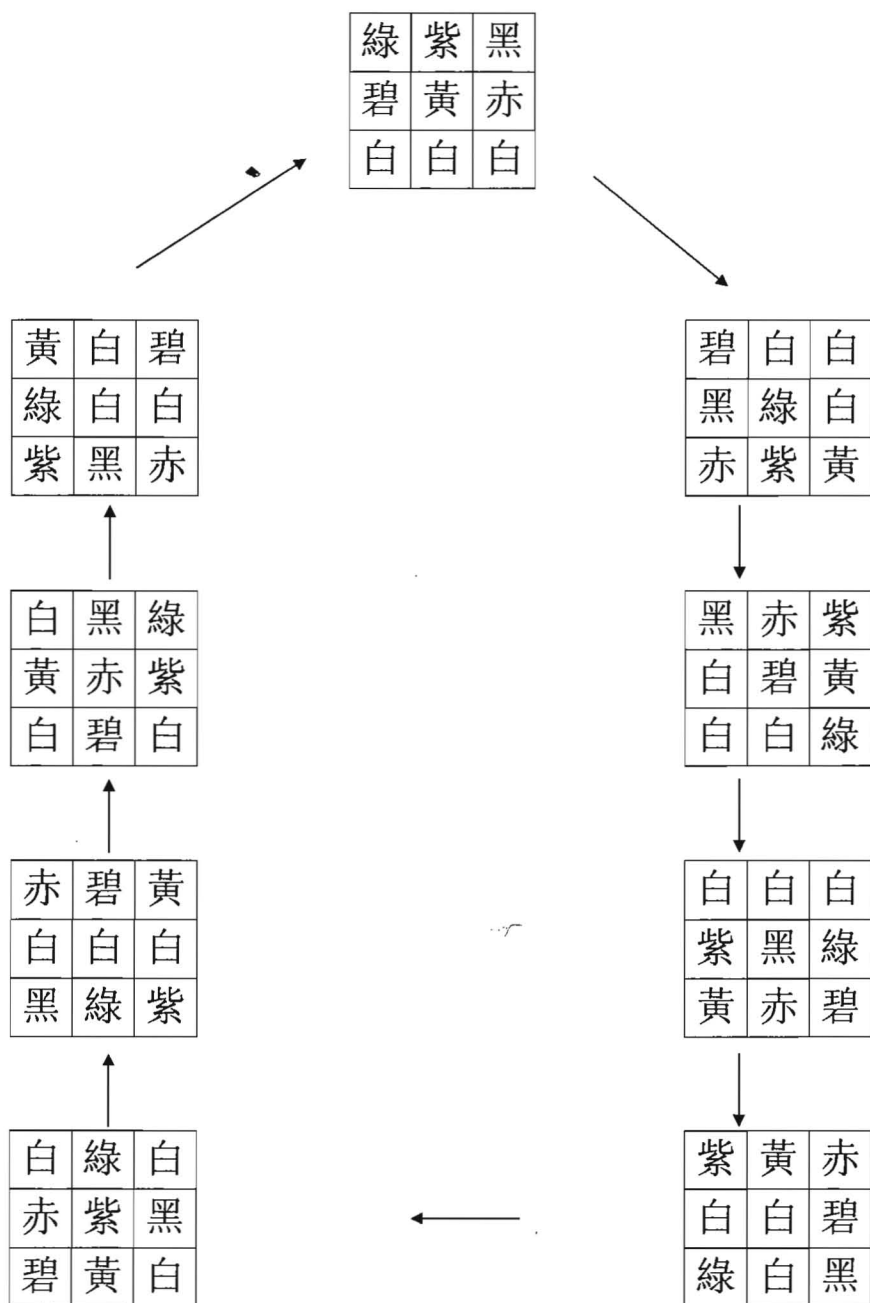 綠 紫 黑
碧 黃 赤
白 白 白
碧 白 白
黑 綠 白
赤 紫 黃
黑 赤 紫
白 碧 黃
白 白 綠
白 白 白
紫 黑 綠
黃 赤 碧
紫 黃 赤
白 白 碧
綠 白 黑
白 綠 白
赤 紫 黑
碧 黃 白
赤 碧 黃
白 白 白
黑 綠 紫
白 黑 綠
黃 赤 紫
白 碧 白
黃 白 碧
綠 白 白
紫 黑 赤